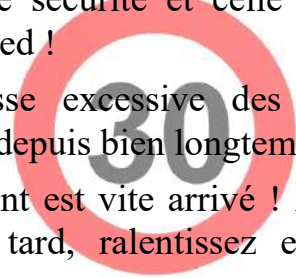 e sécurité et celle
ed !
sse excessive des
depuis bien longtem
nt est vite arrivé !
tard, ralentissez e
30